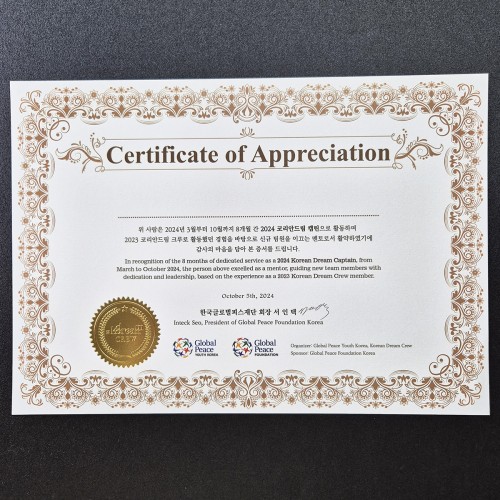 Certificate of Appreciation
위 사람은 2024년 3월부터 10월까지 8개월 간 2024 코리안드림 캡틴으로 활동하며
2023 코리안드림 크루로 활동했던 경험을 바탕으로 신규 팀원을 이끄는 멘토로서 활약하였기에
감사의 마음을 담아 본 증서를 드립니다.
In recognition of the 8 months of dedicated service as a 2024 Korean Dream Captain, from
March to October 2024, the person above excelled as a mentor, guiding new team members with
dedication and leadership, based on the experience as a 2023 Korean Dream Crew member.
October 5th, 2024
한국글로벌피스재단 회장 서 인 택
Inteck Seo, President of Global Peace Foundation Korea
CREW
Global
Peace
YOUTH KOREA
Global
Peace
FOUNDATION
Organizer: Global Peace Youth Korea, Korean Dream Crew
Sponsor: Global Peace Foundation Korea